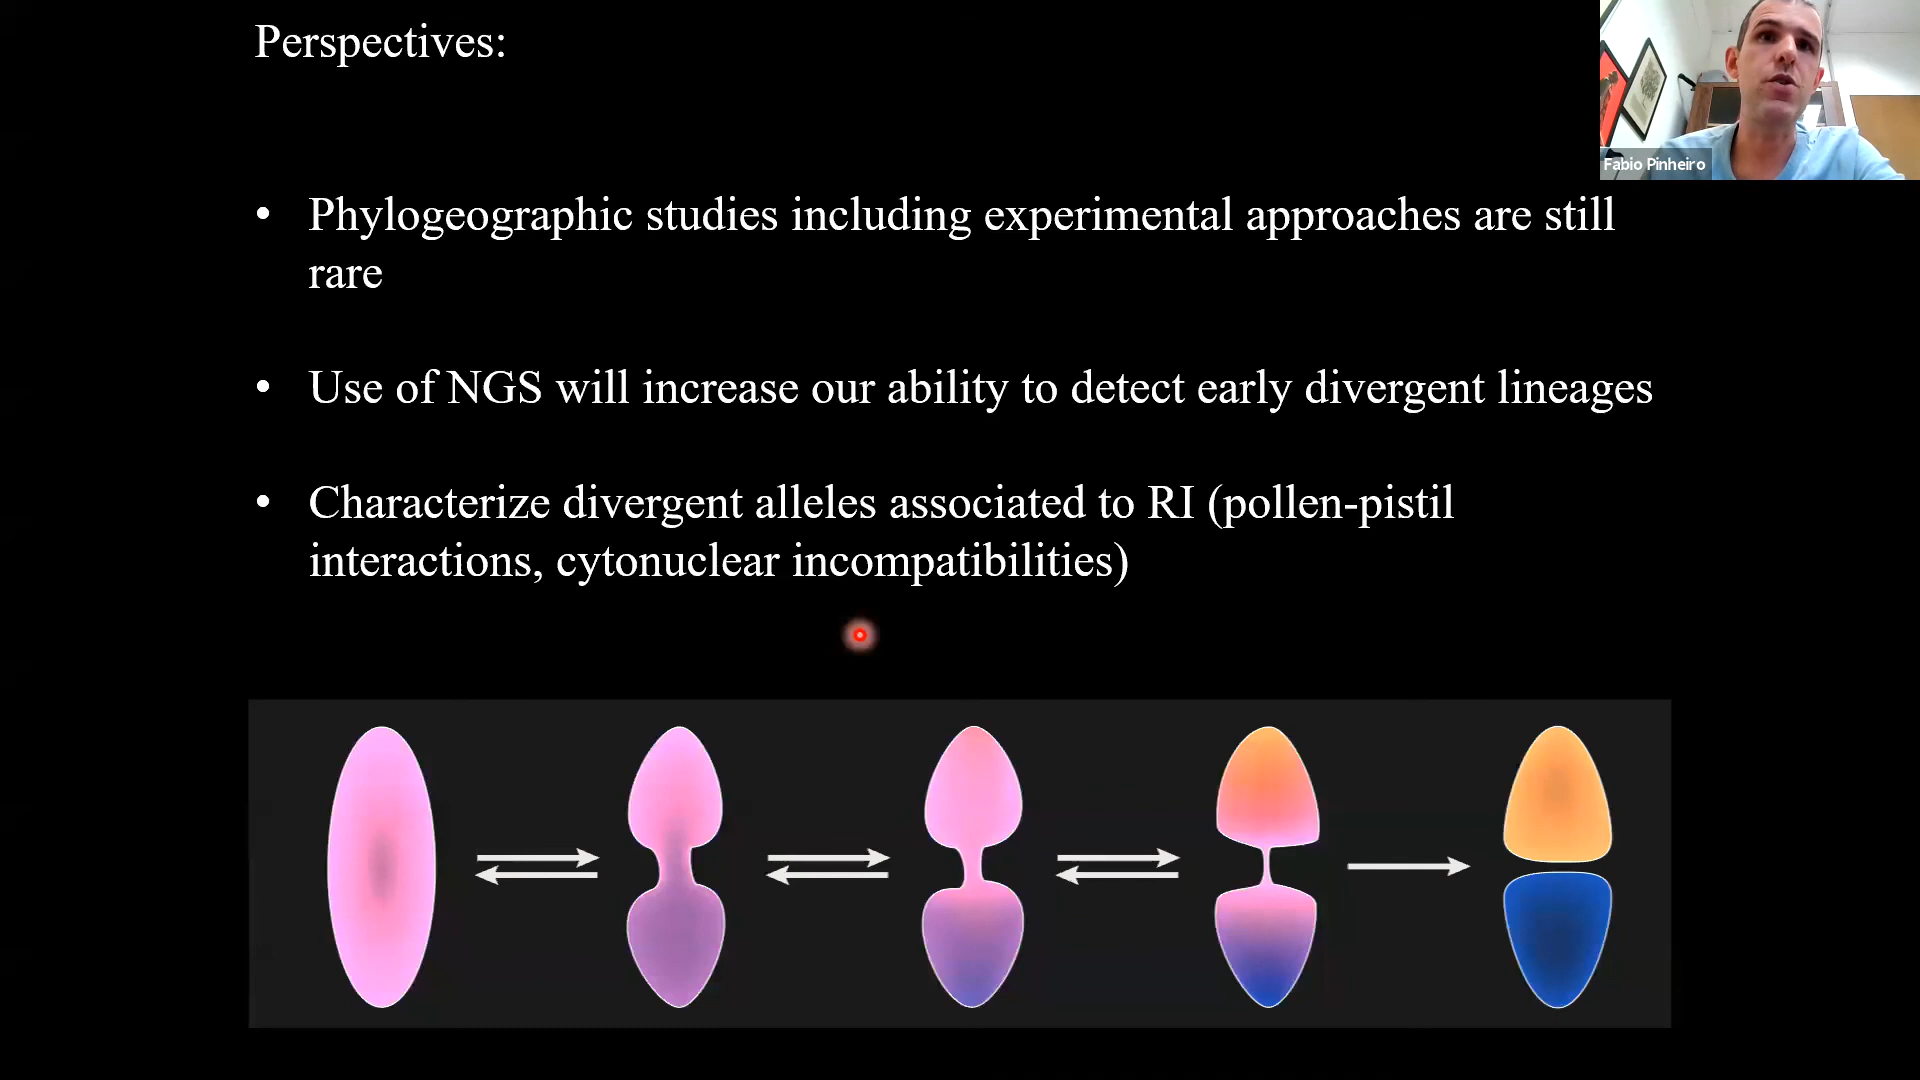 Perspectives:
Fabio Pinheiro
• Phylogeographic studies including experimental approaches are still
rare
• Use of NGS will increase our ability to detect early divergent lineages
• Characterize divergent alleles associated to RI (pollen-pistil
interactions, cytonuclear incompatibilities)